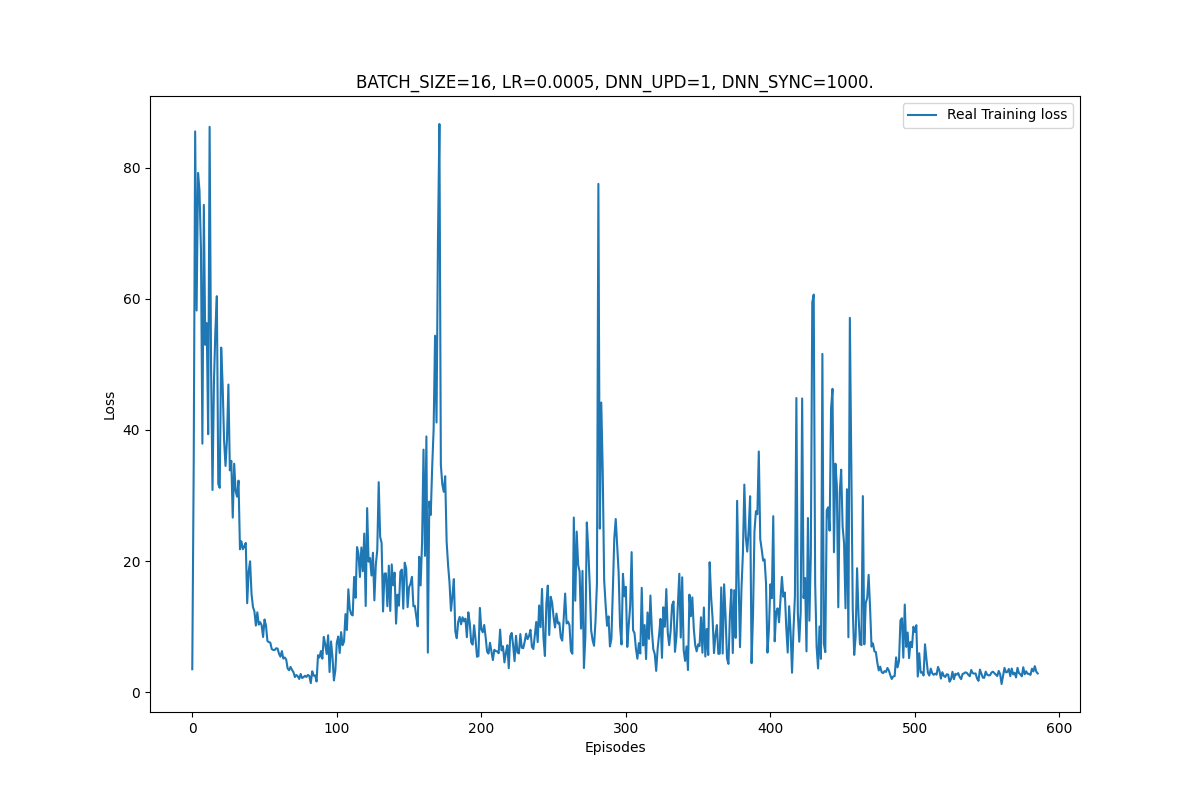 BATCH_SIZE=16, LR=0.0005, DNN_UPD=1, DNN_SYNC=1000.
Real Training loss
80
60
40
20
0
Loss
0 100 200 300 400 500 600
Episodes